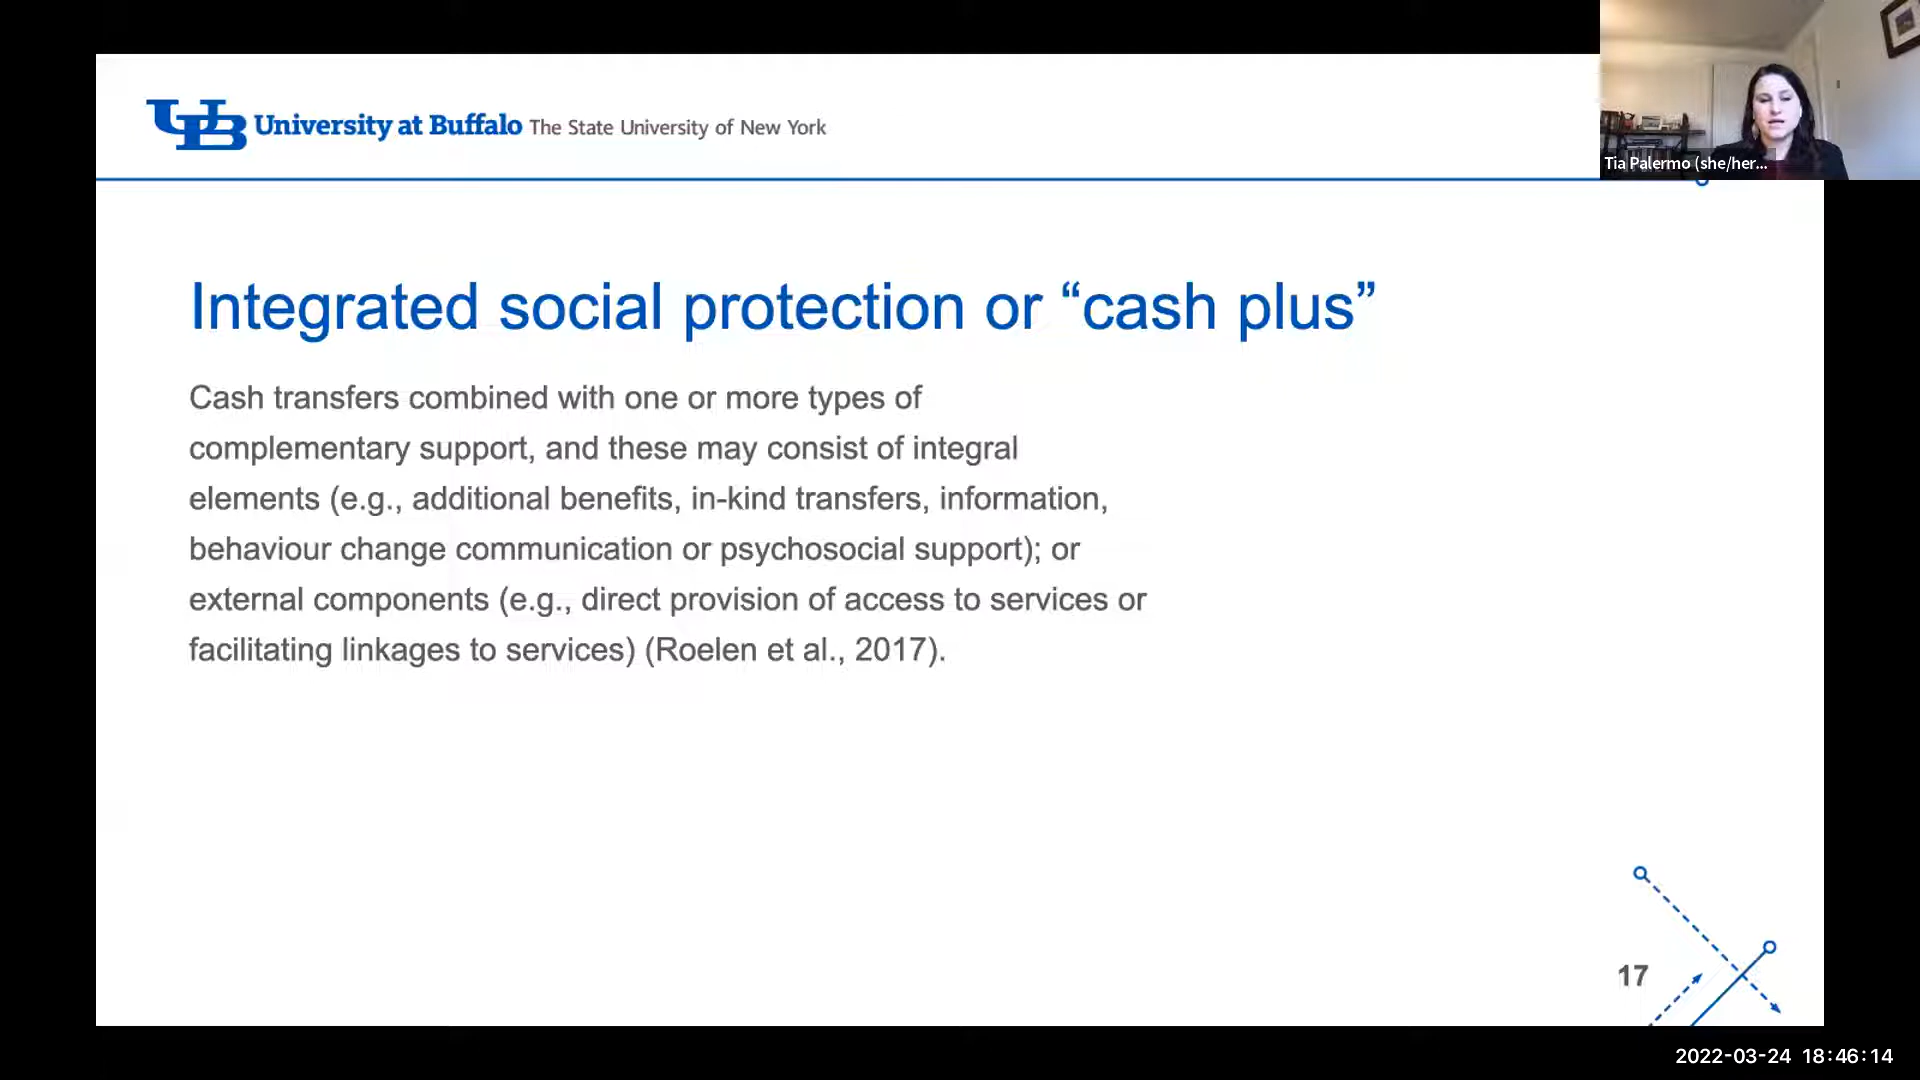 University at Buffalo The State University of New York
Tia Palermo (she/her...
Integrated social protection or “cash plus”
Cash transfers combined with one or more types of
complementary support, and these may consist of integral
elements (e.g., additional benefits, in-kind transfers, information,
behaviour change communication or psychosocial support); or
external components (e.g., direct provision of access to services or
facilitating linkages to services) (Roelen et al., 2017).
17
2022-03-24 18:46:14